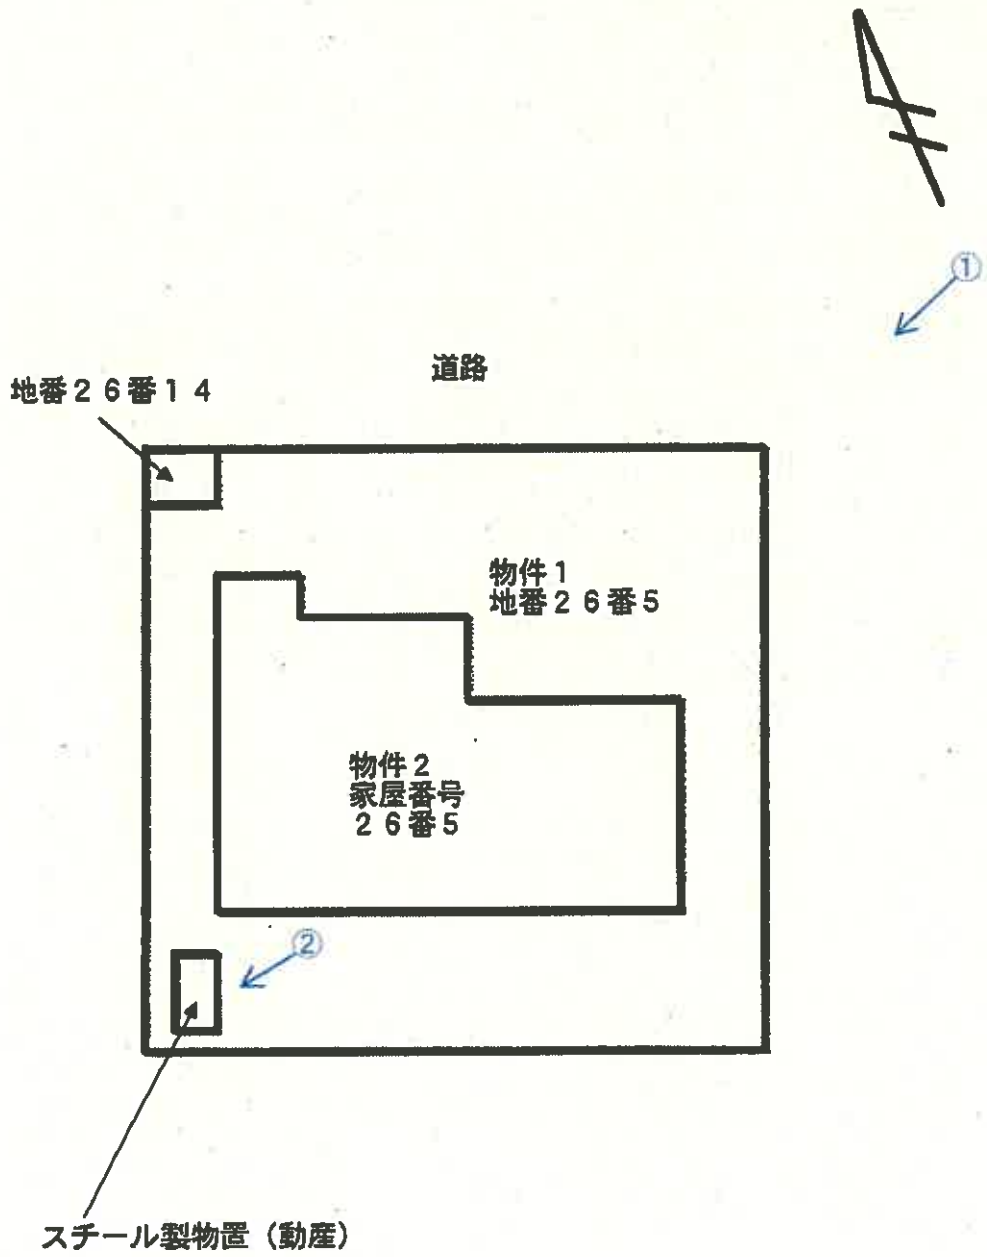 ①
道路
地番２６番１４
物件１
地番２６番５
物件２
家屋番号
２６番５
②
スチール製物置（動産）